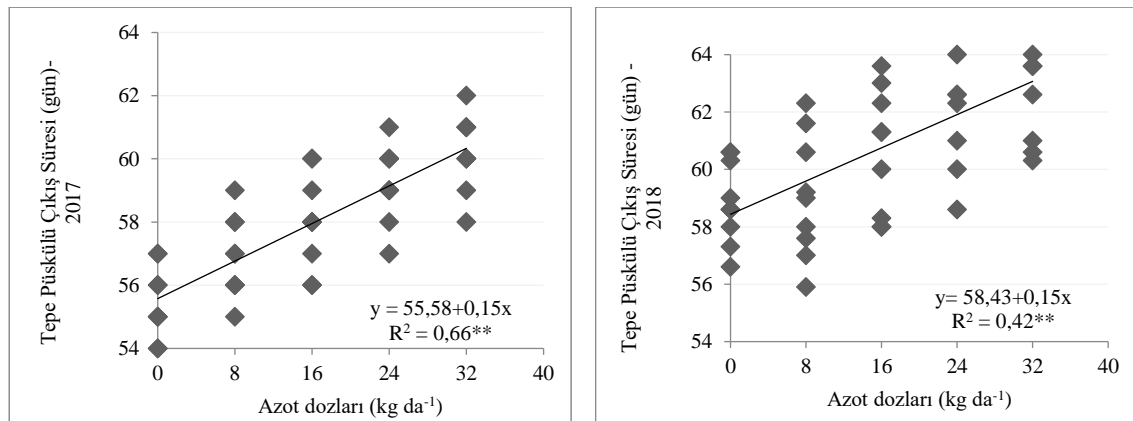 Tepe Püskülü Çıkış Süresi (gün)-
2017
64
62
60
58
56
54
0 8 16 24 32 40
y = 55,58+0,15x
R² = 0,66**
Azot dozları (kg da⁻¹)
Tepe Püskülü Çıkış Süresi (gün) -
2018
64
62
60
58
56
54
0 8 16 24 32 40
y= 58,43+0,15x
R² = 0,42**
Azot dozları (kg da⁻¹)